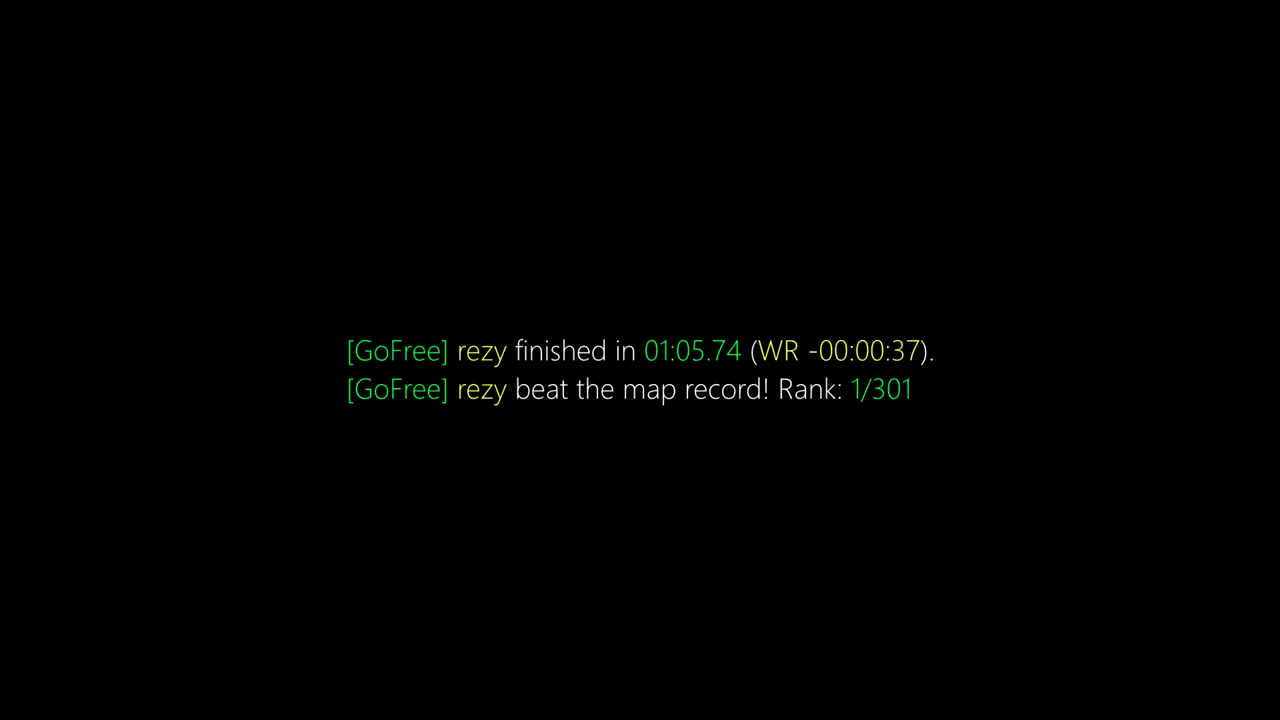 [GoFree] rezy finished in 01:05.74 (WR -00:00:37).
[GoFree] rezy beat the map record! Rank: 1/301